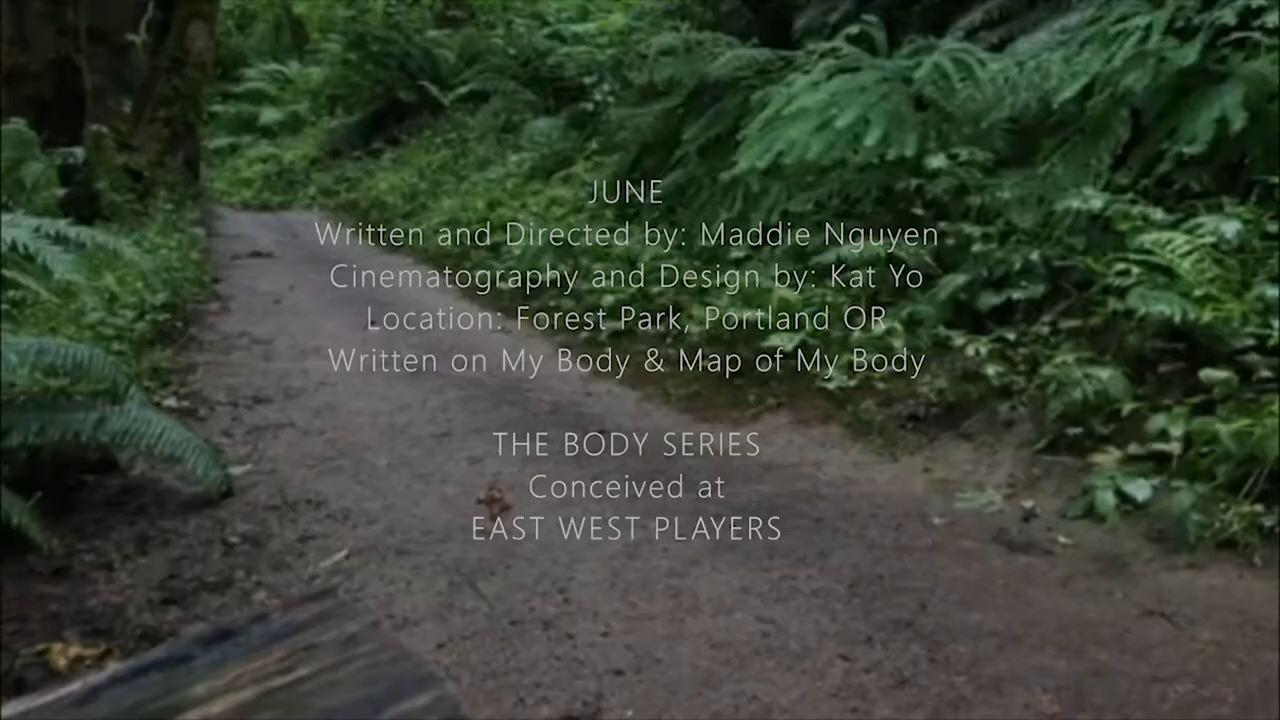 JUNE
Written and Directed by: Maddie Nguyen
Cinematography and Design by: Kat Yo
Location: Forest Park, Portland OR
Written on My Body & Map of My Body
THE BODY SERIES
Conceived at
EAST WEST PLAYERS